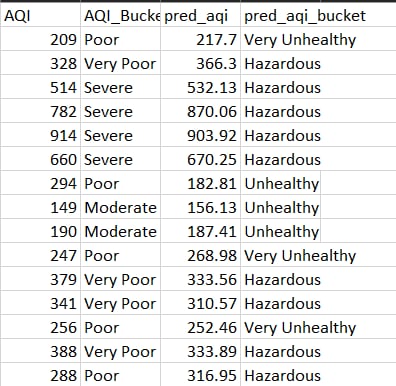 AQI AQI_Bucke pred_aqi pred_aqi_bucket
209 Poor 217.7 Very Unhealthy
328 Very Poor 366.3 Hazardous
514 Severe 532.13 Hazardous
782 Severe 870.06 Hazardous
914 Severe 903.92 Hazardous
660 Severe 670.25 Hazardous
294 Poor 182.81 Unhealthy
149 Moderate 156.13 Unhealthy
190 Moderate 187.41 Unhealthy
247 Poor 268.98 Very Unhealthy
379 Very Poor 333.56 Hazardous
341 Very Poor 310.57 Hazardous
256 Poor 252.46 Very Unhealthy
388 Very Poor 333.89 Hazardous
288 Poor 316.95 Hazardous